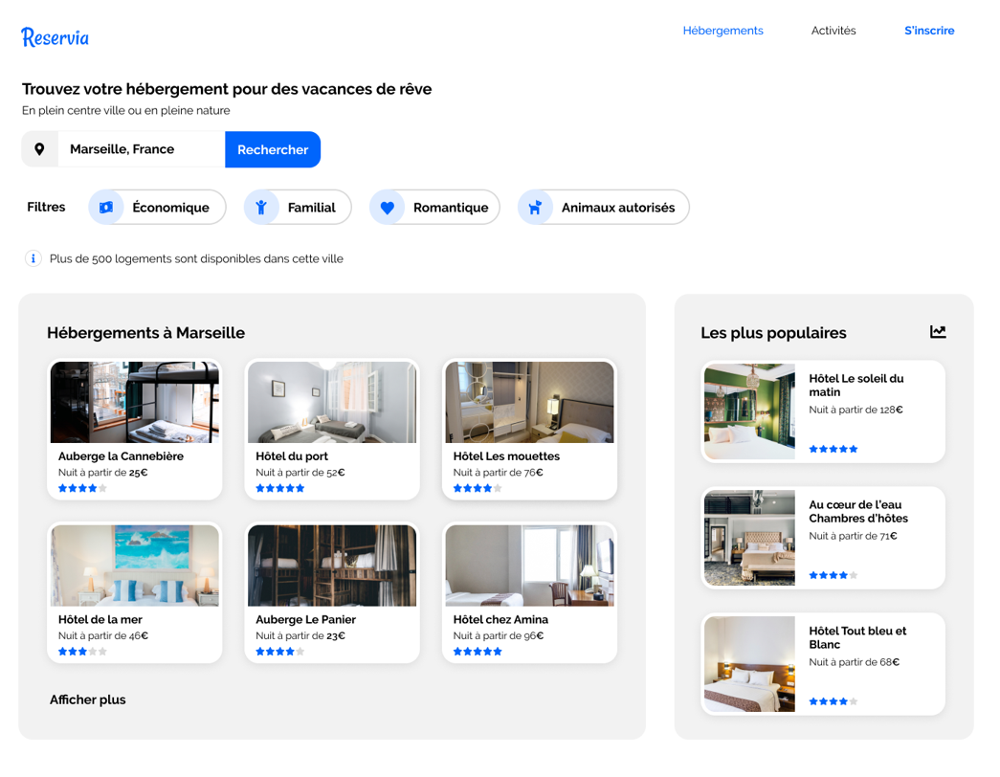 Reservia
Hébergements
Activités
S'inscrire
Trouvez votre hébergement pour des vacances de rêve
En plein centre ville ou en pleine nature
Marseille, France
Rechercher
Filtres
Économique
Familial
Romantique
Animaux autorisés
Plus de 500 logements sont disponibles dans cette ville
Hébergements à Marseille
Auberge la Cannebière
Nuit à partir de 25€
Hôtel du port
Nuit à partir de 52€
Hôtel Les mouettes
Nuit à partir de 76€
Hôtel de la mer
Nuit à partir de 46€
Auberge Le Panier
Nuit à partir de 23€
Hôtel chez Amina
Nuit à partir de 96€
Afficher plus
Les plus populaires
Hôtel Le soleil du
matin
Nuit à partir de 128€
Au cœur de l'eau
Chambres d'hôtes
Nuit à partir de 71€
Hôtel Tout bleu et
Blanc
Nuit à partir de 68€